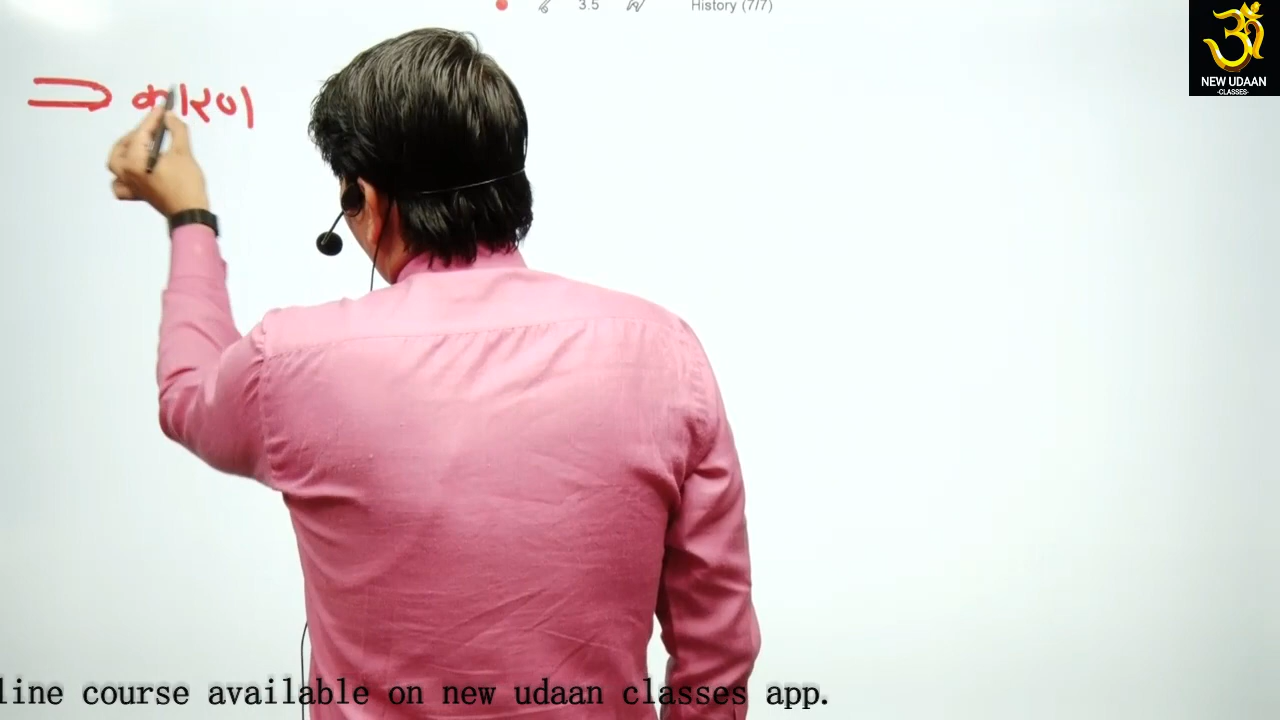 3.5 History (7/7)
कारण
NEW UDAAN
-CLASSES-
line course available on new udaan classes app.